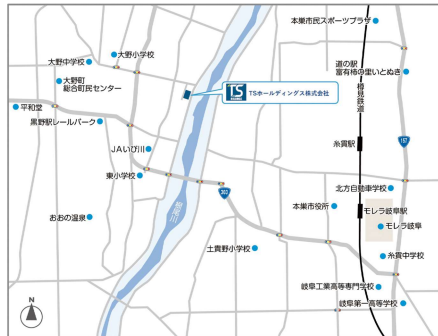 本巣市民スポーツプラザ
大野小学校
大野中学校
道の駅
富有柿の里いとぬき
大野町
総合町民センター
TS
TSホールディングス株式会社
樽見鉄道
平和堂
黒野駅レールパーク
糸貫駅
157
JAいび川
東小学校
303
北方自動車学校
本巣市役所
モレラ岐阜駅
おおの温泉
根尾川
モレラ岐阜
土貴野小学校
糸貫中学校
岐阜工業高等専門学校
岐阜第一高等学校
N